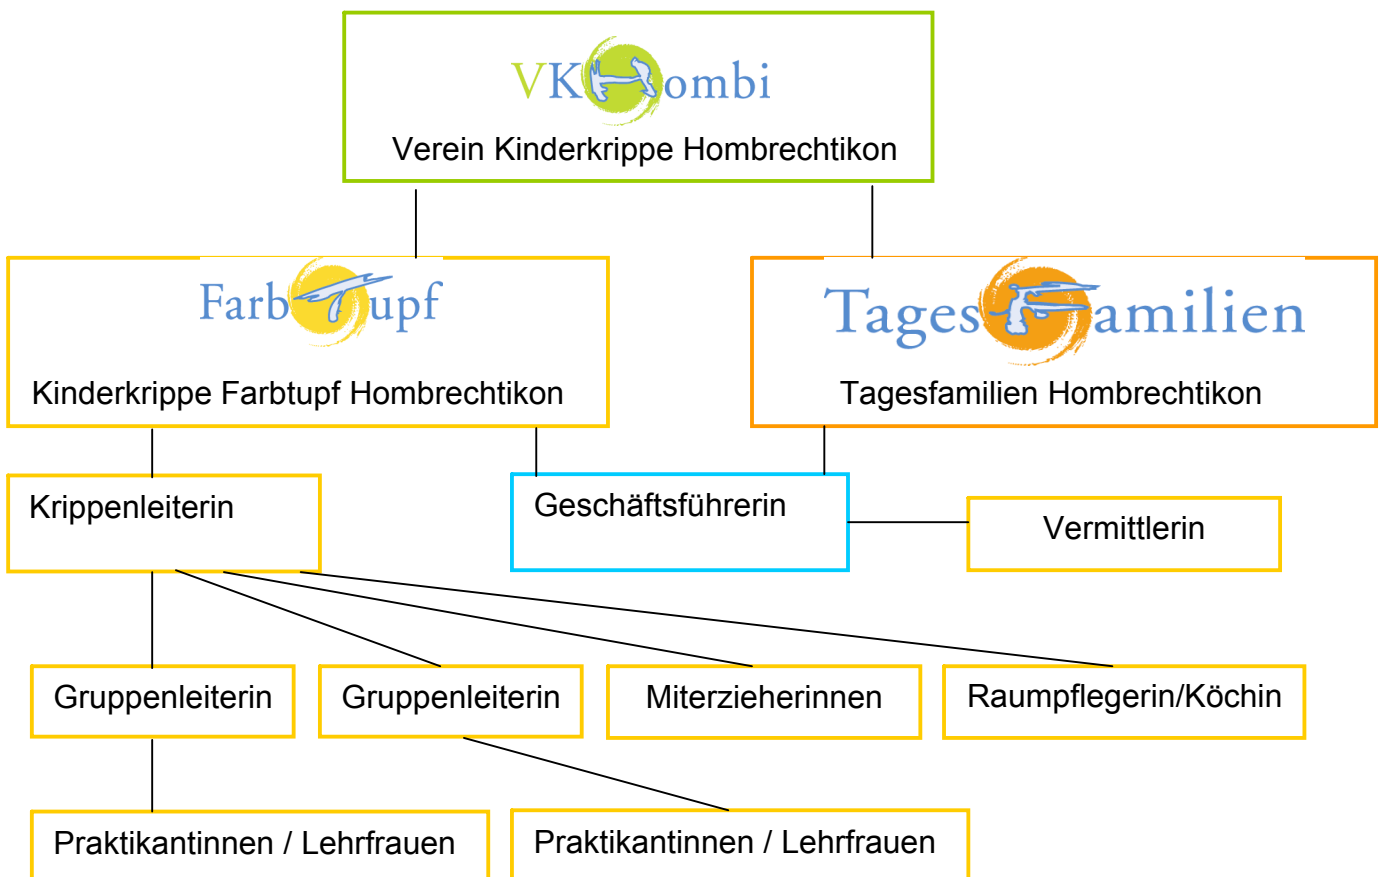 VKHombi
Verein Kinderkrippe Hombrechtikon
FarbTupf
TagesFamilien
Kinderkrippe Farbtupf Hombrechtikon
Tagesfamilien Hombrechtikon
Krippenleiterin
Geschäftsführerin
Vermittlerin
Gruppenleiterin
Gruppenleiterin
Miterzieherinnen
Raumpflegerin/Köchin
Praktikantinnen / Lehrfrauen
Praktikantinnen / Lehrfrauen